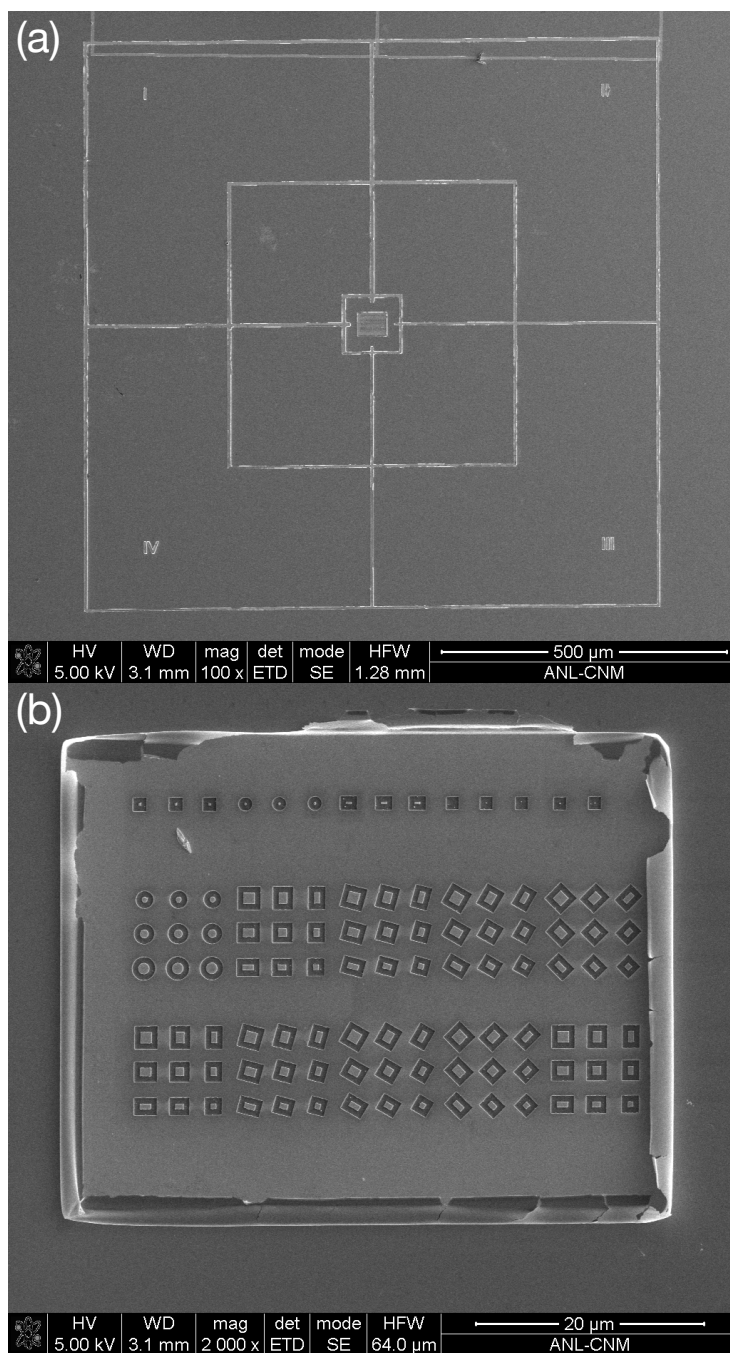 (a)
I II
IV III
HV WD mag det mode HFW 500 µm
5.00 kV 3.1 mm 100 x ETD SE 1.28 mm ANL-CNM
(b)
HV WD mag det mode HFW 20 µm
5.00 kV 3.1 mm 2 000 x ETD SE 64.0 µm ANL-CNM